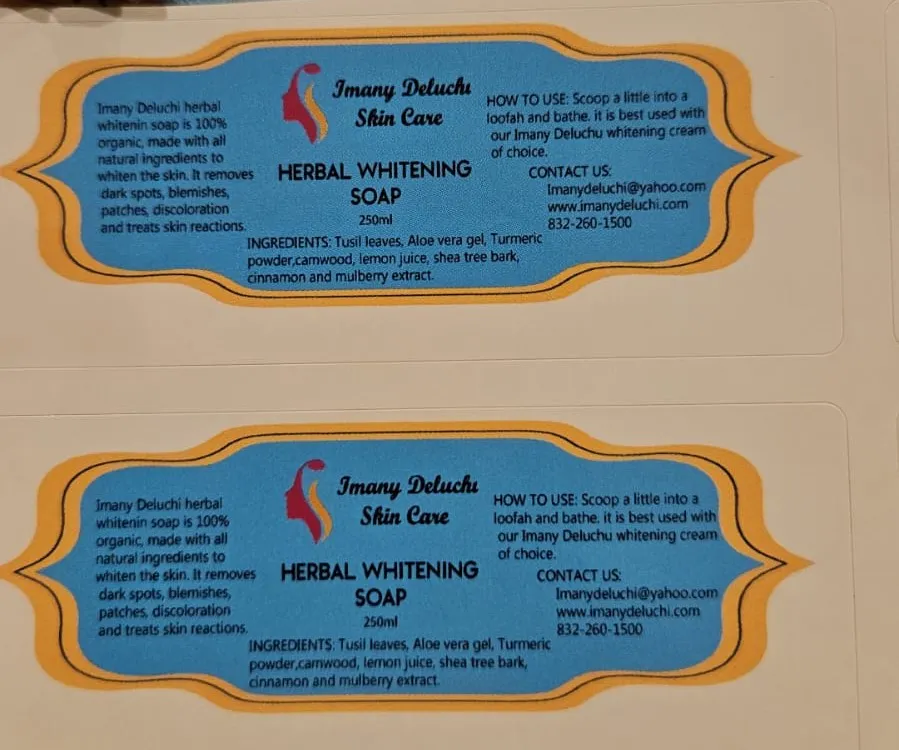 Imany Deluchi herbal
whitenin soap is 100%
organic, made with all
natural ingredients to
whiten the skin. It removes
dark spots, blemishes,
patches, discoloration
and treats skin reactions.
Imany Deluchi
Skin Care
HERBAL WHITENING
SOAP
250ml
HOW TO USE: Scoop a little into a
loofah and bathe. it is best used with
our Imany Deluchu whitening cream
of choice.
CONTACT US:
Imanydeluchi@yahoo.com
www.imanydeluchi.com
832-260-1500
INGREDIENTS: Tusil leaves, Aloe vera gel, Turmeric
powder,camwood, lemon juice, shea tree bark,
cinnamon and mulberry extract.
Imany Deluchi herbal
whitenin soap is 100%
organic, made with all
natural ingredients to
whiten the skin. It removes
dark spots, blemishes,
patches, discoloration
and treats skin reactions.
Imany Deluchi
Skin Care
HERBAL WHITENING
SOAP
250ml
HOW TO USE: Scoop a little into a
loofah and bathe. it is best used with
our Imany Deluchu whitening cream
of choice.
CONTACT US:
Imanydeluchi@yahoo.com
www.imanydeluchi.com
832-260-1500
INGREDIENTS: Tusil leaves, Aloe vera gel, Turmeric
powder,camwood, lemon juice, shea tree bark,
cinnamon and mulberry extract.